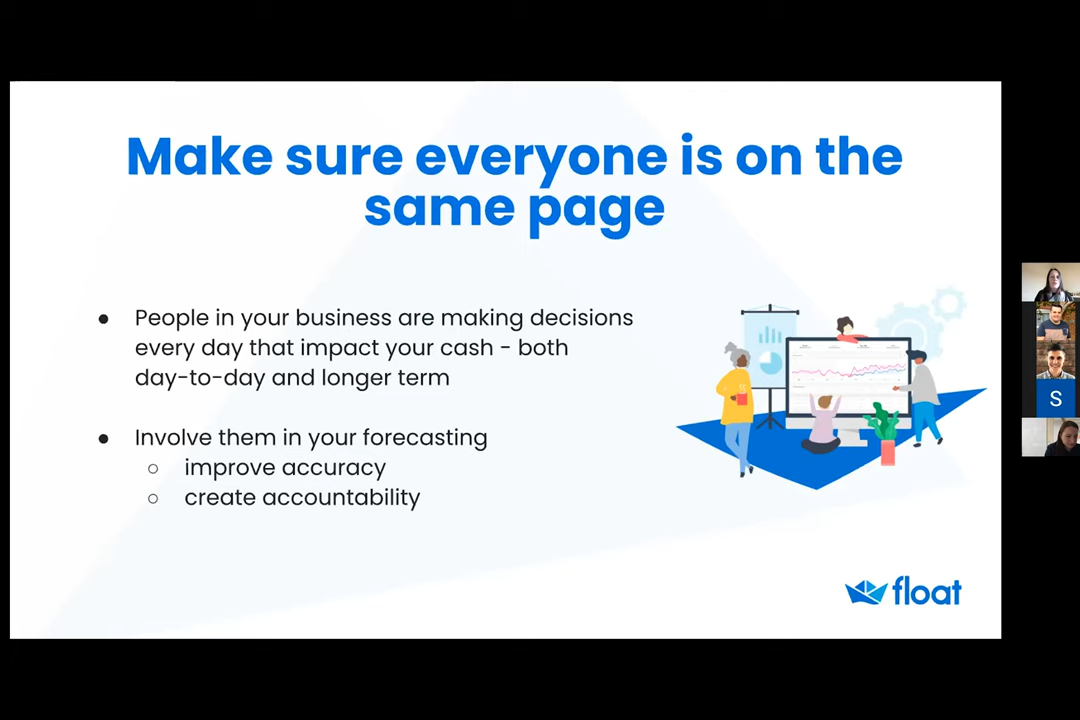 Make sure everyone is on the
same page
● People in your business are making decisions
every day that impact your cash - both
day-to-day and longer term
● Involve them in your forecasting
○ improve accuracy
○ create accountability
float
S